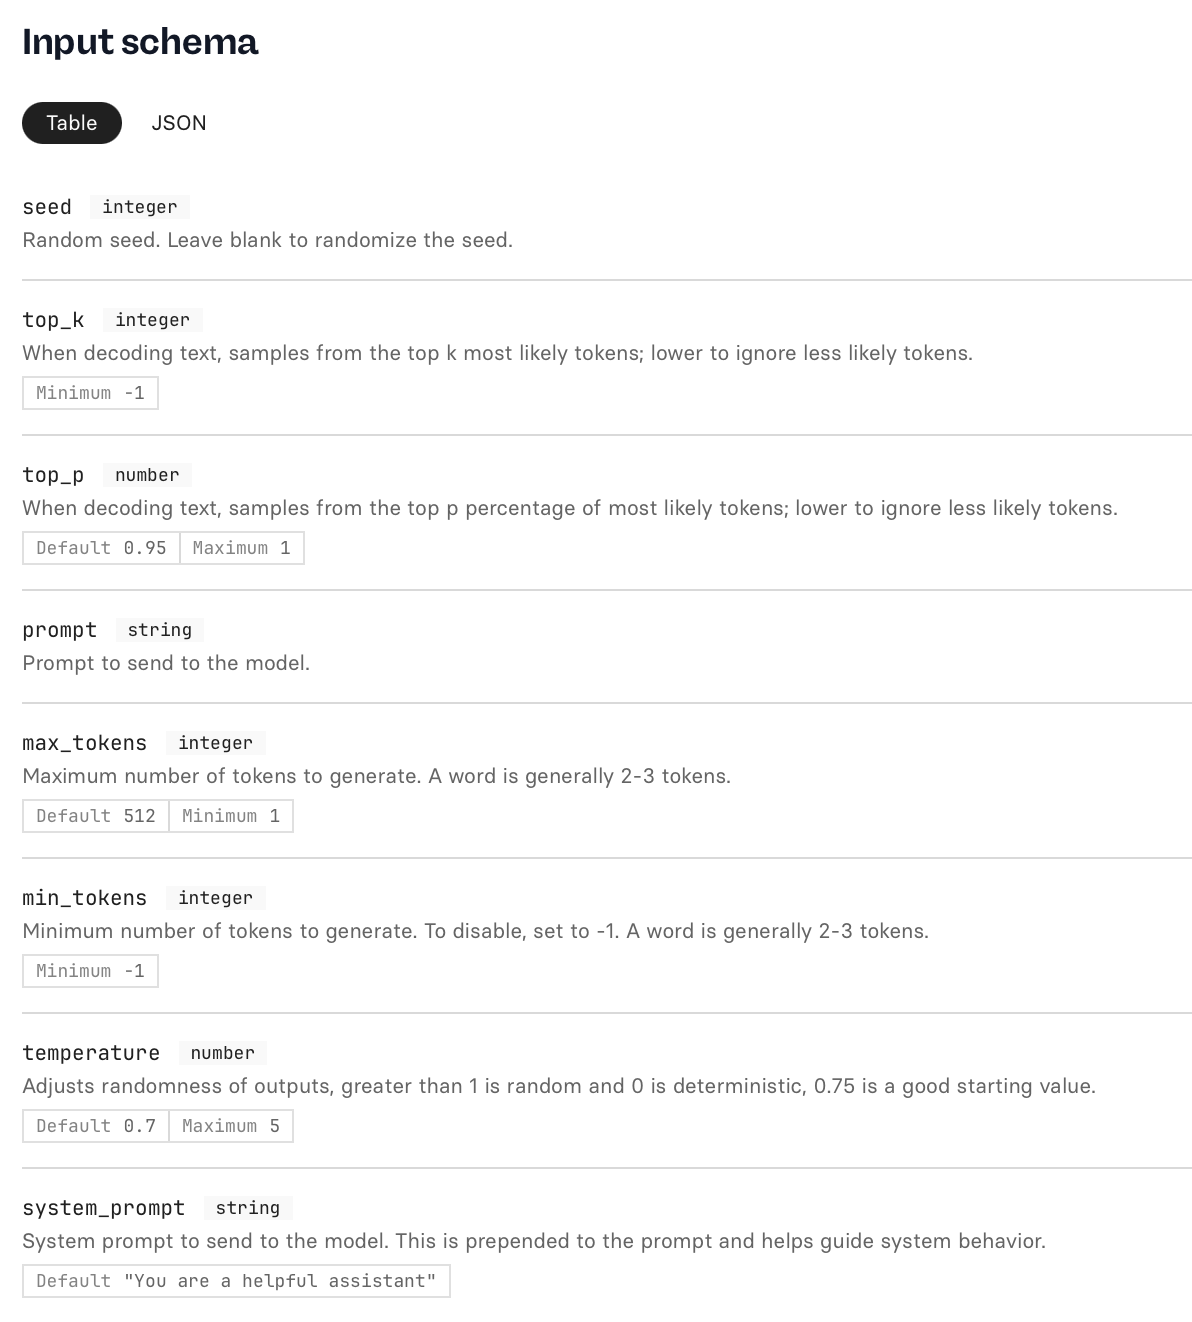 Input schema
Table JSON
seed integer
Random seed. Leave blank to randomize the seed.
top_k integer
When decoding text, samples from the top k most likely tokens; lower to ignore less likely tokens.
Minimum -1
top_p number
When decoding text, samples from the top p percentage of most likely tokens; lower to ignore less likely tokens.
Default 0.95 Maximum 1
prompt string
Prompt to send to the model.
max_tokens integer
Maximum number of tokens to generate. A word is generally 2-3 tokens.
Default 512 Minimum 1
min_tokens integer
Minimum number of tokens to generate. To disable, set to -1. A word is generally 2-3 tokens.
Minimum -1
temperature number
Adjusts randomness of outputs, greater than 1 is random and 0 is deterministic, 0.75 is a good starting value.
Default 0.7 Maximum 5
system_prompt string
System prompt to send to the model. This is prepended to the prompt and helps guide system behavior.
Default "You are a helpful assistant"